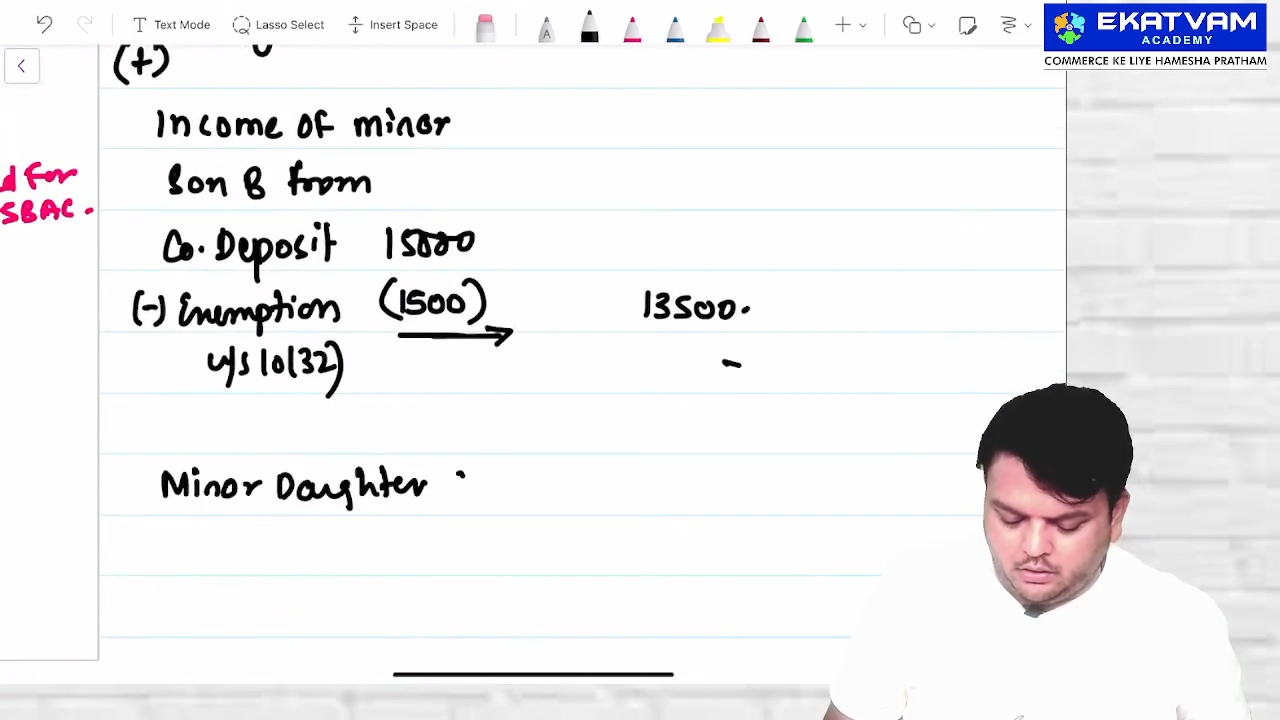 Text Mode Lasso Select Insert Space
EKATVAM
ACADEMY
COMMERCE KE LIYE HAMESHA PRATHAM
(+)
Income of minor
Son B from
Co. Deposit 15000
(-) Exemption (1500) 13500.
u/s 10(32) -
Minor Daughter
d For
SBAC.